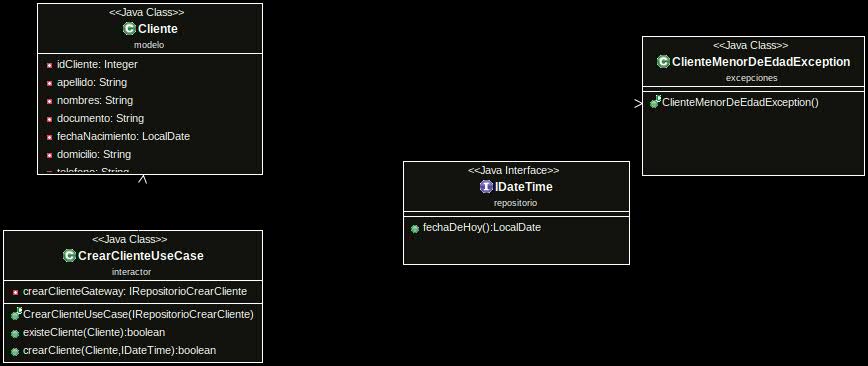 <<Java Class>>
Cliente
modelo
idCliente: Integer
apellido: String
nombres: String
documento: String
fechaNacimiento: LocalDate
domicilio: String
telefono: String
<<Java Class>>
ClienteMenorDeEdadException
excepciones
ClienteMenorDeEdadException()
<<Java Interface>>
IDateTime
repositorio
fechaDeHoy():LocalDate
<<Java Class>>
CrearClienteUseCase
interactor
crearClienteGateway: IRepositorioCrearCliente
CrearClienteUseCase(IRepositorioCrearCliente)
existeCliente(Cliente):boolean
crearCliente(Cliente,IDateTime):boolean